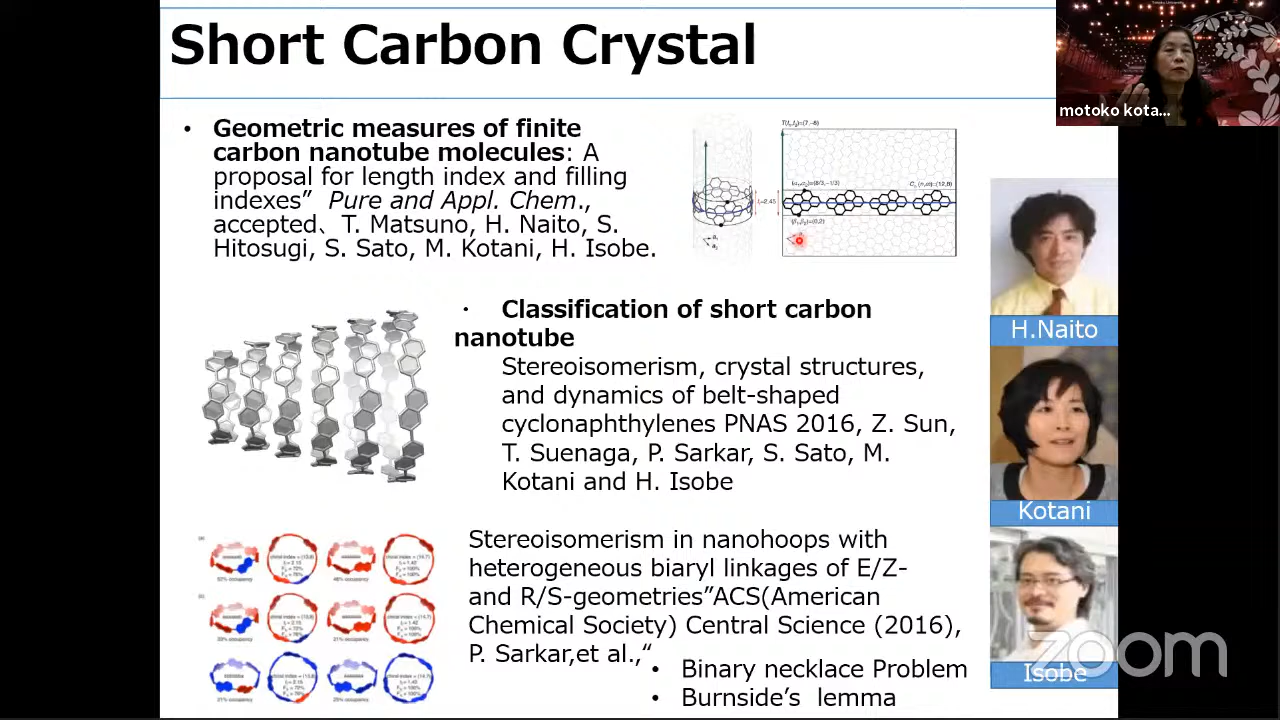 Short Carbon Crystal
motoko kota...
• Geometric measures of finite
carbon nanotube molecules: A
proposal for length index and filling
indexes” Pure and Appl. Chem.,
accepted、T. Matsuno, H. Naito, S.
Hitosugi, S. Sato, M. Kotani, H. Isobe.
H.Naito
・ Classification of short carbon
nanotube
Stereoisomerism, crystal structures,
and dynamics of belt-shaped
cyclonaphthylenes PNAS 2016, Z. Sun,
T. Suenaga, P. Sarkar, S. Sato, M.
Kotani and H. Isobe
Kotani
Stereoisomerism in nanohoops with
heterogeneous biaryl linkages of E/Z-
and R/S-geometries”ACS(American
Chemical Society) Central Science (2016),
P. Sarkar,et al.,“
• Binary necklace Problem
• Burnside’s lemma
Isobe
zoom